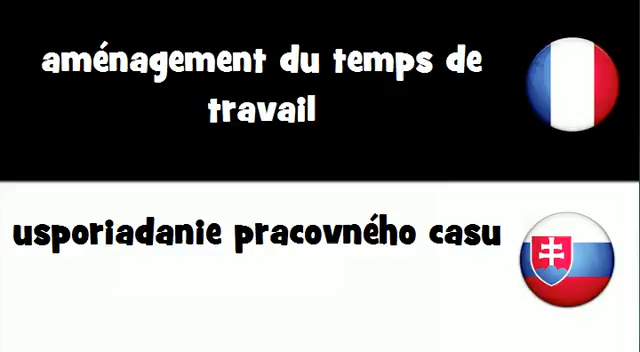 aménagement du temps de
travail
usporiadanie pracovného casu